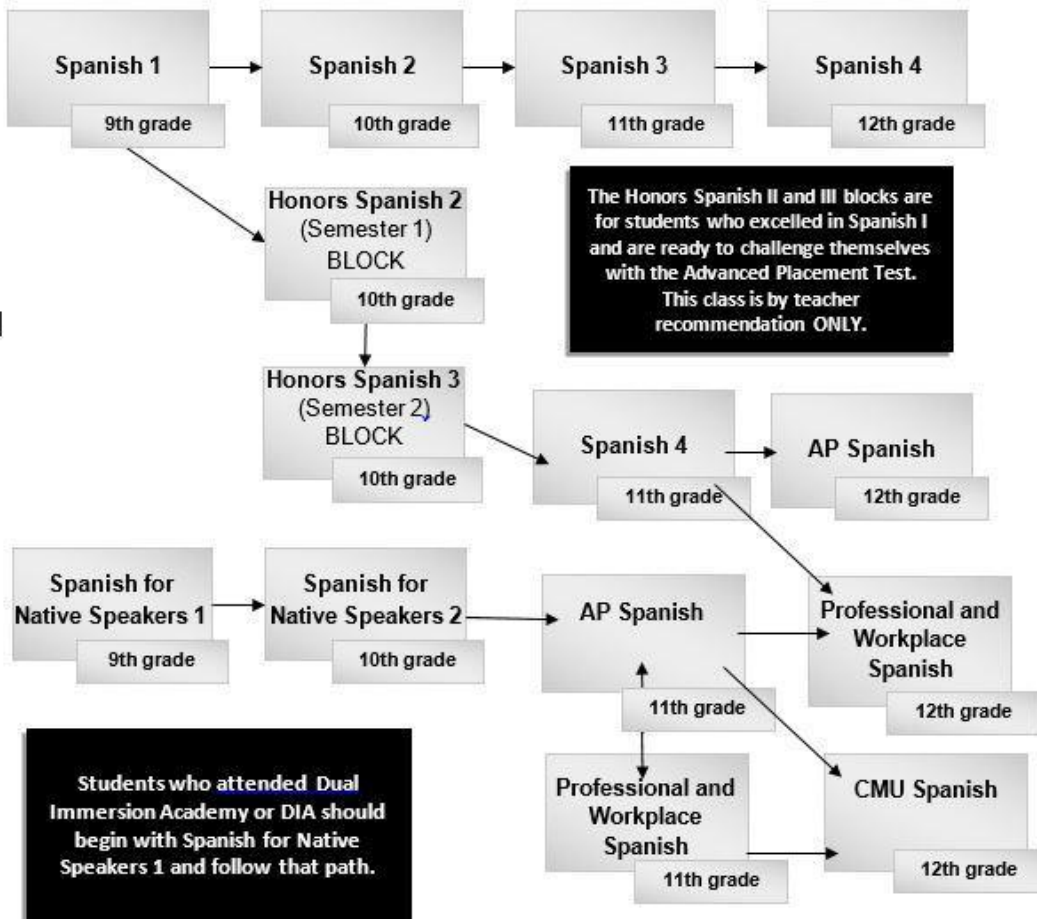 Spanish 1
9th grade
Spanish 2
10th grade
Spanish 3
11th grade
Spanish 4
12th grade
Honors Spanish 2
(Semester 1)
BLOCK
10th grade
The Honors Spanish II and III blocks are
for students who excelled in Spanish I
and are ready to challenge themselves
with the Advanced Placement Test.
This class is by teacher
recommendation ONLY.
Honors Spanish 3
(Semester 2)
BLOCK
10th grade
Spanish 4
11th grade
AP Spanish
12th grade
Spanish for
Native Speakers 1
9th grade
Spanish for
Native Speakers 2
10th grade
AP Spanish
11th grade
Professional and
Workplace
Spanish
12th grade
Students who attended Dual
Immersion Academy or DIA should
begin with Spanish for Native
Speakers 1 and follow that path.
Professional and
Workplace
Spanish
11th grade
CMU Spanish
12th grade